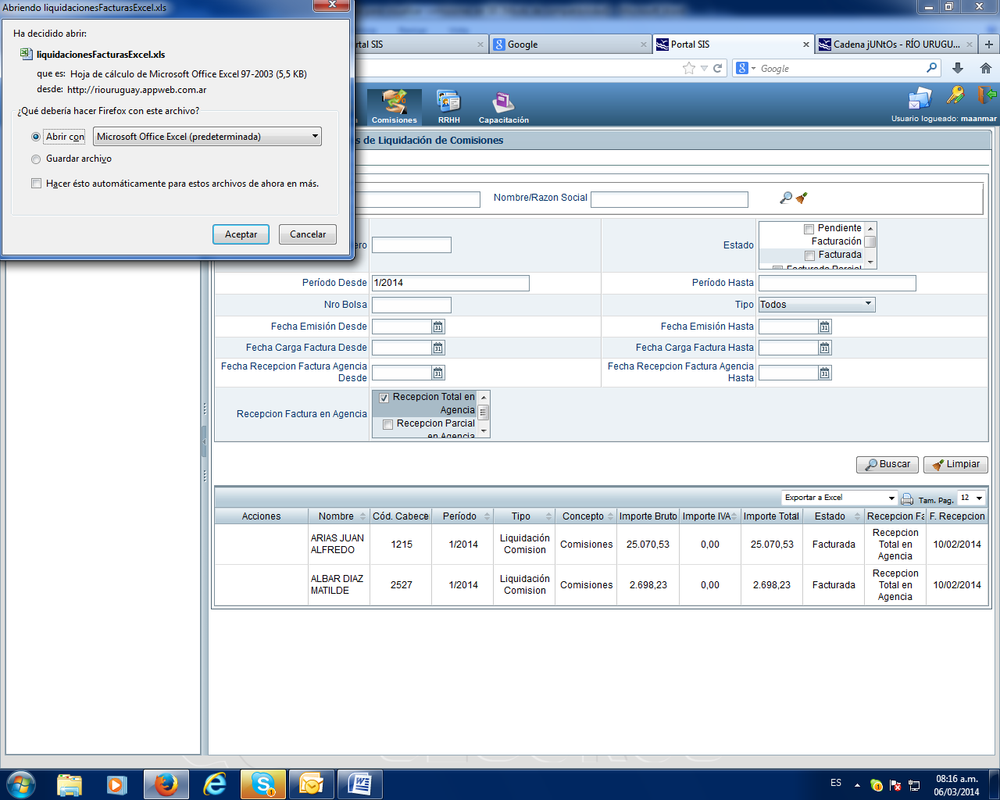 Abriendo liquidacionesFacturasExcel.xls
Ha decidido abrir:
liquidacionesFacturasExcel.xls
que es: Hoja de cálculo de Microsoft Office Excel 97-2003 (5,5 KB)
desde: http://riouruguay.appweb.com.ar
¿Qué debería hacer Firefox con este archivo?
Abrir con Microsoft Office Excel (predeterminada)
Guardar archivo
Hacer ésto automáticamente para estos archivos de ahora en más.
Aceptar Cancelar
rtal SIS Google Portal SIS Cadena jUNtOs - RÍO URUGU...
Google
Comisiones RRHH Capacitación
Usuario logueado: maanmar
s de Liquidación de Comisiones
Nombre/Razon Social
ero Estado Pendiente
Facturación
Facturada
Facturada Parcial
Período Desde 1/2014 Período Hasta
Nro Bolsa Tipo Todos
Fecha Emisión Desde 31 Fecha Emisión Hasta 31
Fecha Carga Factura Desde 31 Fecha Carga Factura Hasta 31
Fecha Recepcion Factura Agencia Desde 31 Fecha Recepcion Factura Agencia Hasta 31
Recepcion Factura en Agencia Recepcion Total en
Agencia
Recepcion Parcial
en Agencia
Buscar Limpiar
Exportar a Excel Tam. Pag. 12
Acciones Nombre Cód. Cabece Período Tipo Concepto Importe Bruto Importe IVA Importe Total Estado Recepcion Fa F. Recepcion
ARIAS JUAN ALFREDO 1215 1/2014 Liquidación Comision Comisiones 25.070,53 0,00 25.070,53 Facturada Recepcion Total en Agencia 10/02/2014
ALBAR DIAZ MATILDE 2527 1/2014 Liquidación Comision Comisiones 2.698,23 0,00 2.698,23 Facturada Recepcion Total en Agencia 10/02/2014
ES 08:16 a.m.
06/03/2014